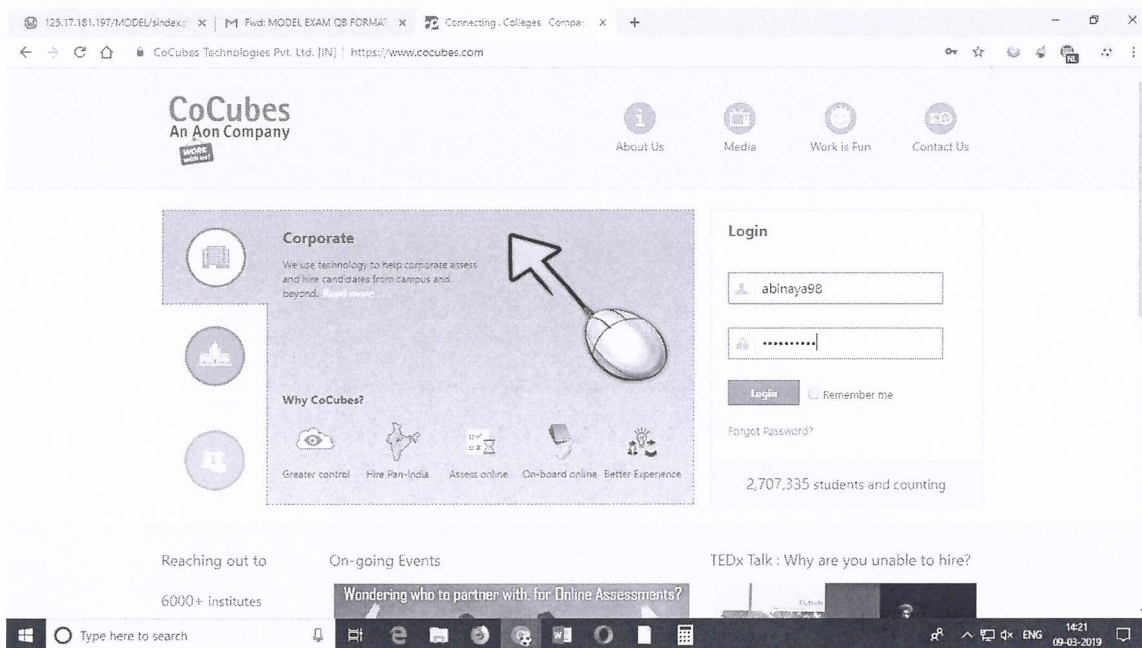 125.17.181.197/MODEL/sindex.
Fwd: MODEL EXAM QB FORMAT
Connecting . Colleges . Compan
CoCubes Technologies Pvt. Ltd. [IN] | https://www.cocubes.com
NL
CoCubes
An Aon Company
WORK
with us!
About Us
Media
Work is Fun
Contact Us
Corporate
We use technology to help corporate assess
and hire candidates from campus and
beyond. Read more . . .
Why CoCubes?
Greater control
Hire Pan-India
Assess online
On-board online
Better Experience
Login
abinaya98
••••••••••
Login
Remember me
Forgot Password?
2,707,335 students and counting
Reaching out to
6000+ institutes
On-going Events
Wondering who to partner with, for Online Assessments?
TEDx Talk : Why are you unable to hire?
Type here to search
ENG
14:21
09-03-2019